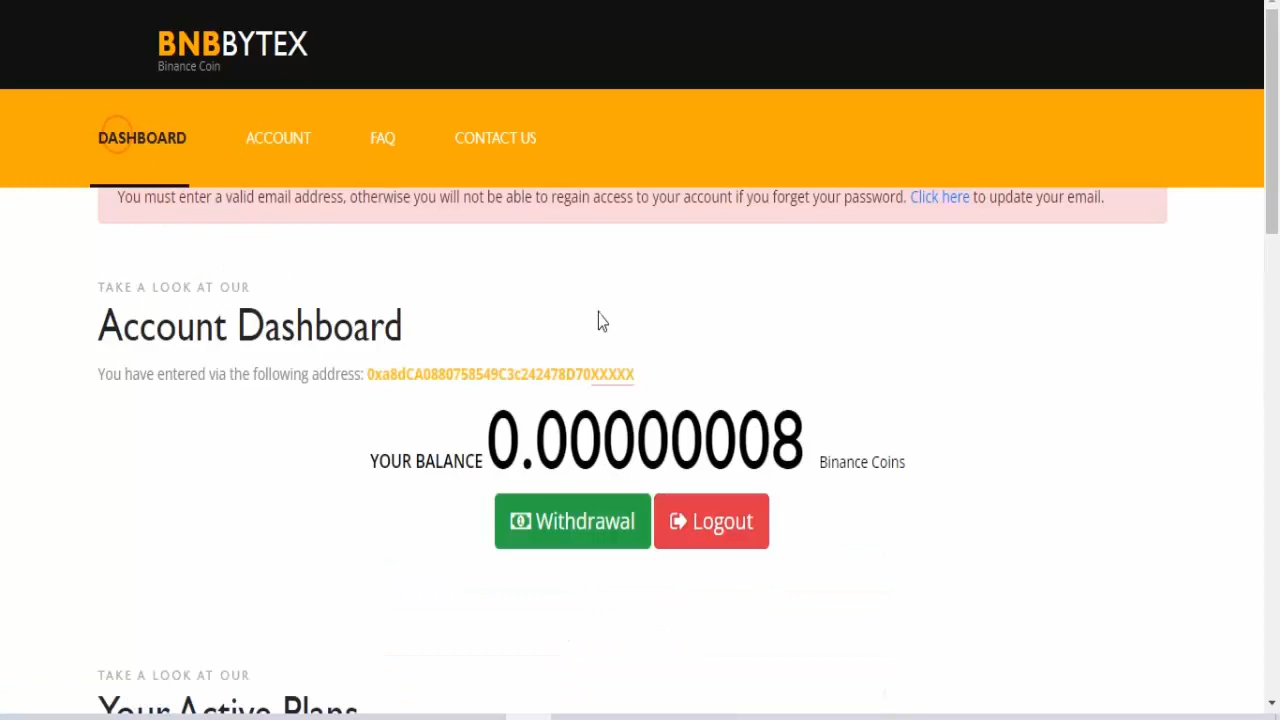 BNBBYTEX
Binance Coin
DASHBOARD ACCOUNT FAQ CONTACT US
You must enter a valid email address, otherwise you will not be able to regain access to your account if you forget your password. Click here to update your email.
TAKE A LOOK AT OUR
Account Dashboard
You have entered via the following address: 0xa8dCA0880758549C3c242478D70XXXXX
YOUR BALANCE 0.00000008 Binance Coins
Withdrawal Logout
TAKE A LOOK AT OUR
Your Active Plans